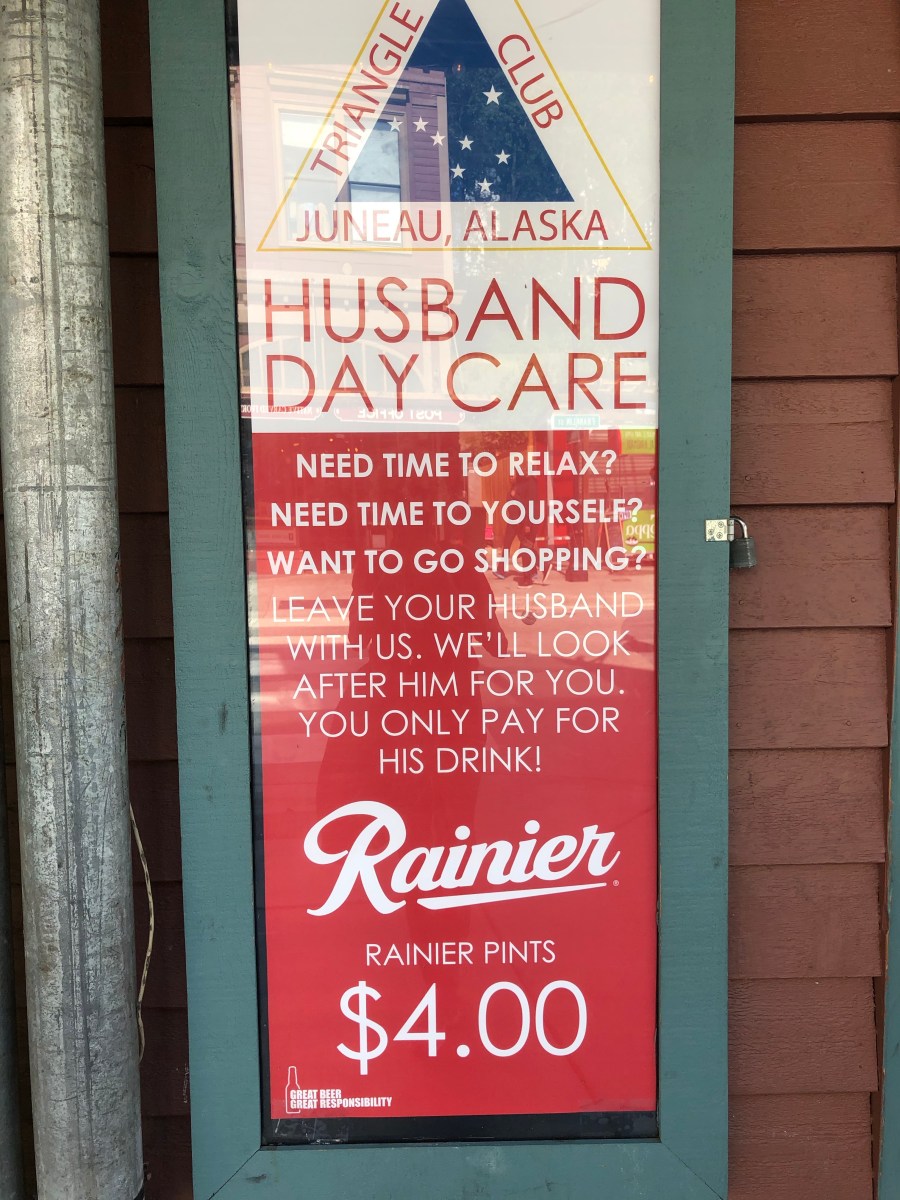 TRIANGLE CLUB
JUNEAU, ALASKA
HUSBAND
DAY CARE
NEED TIME TO RELAX?
NEED TIME TO YOURSELF?
WANT TO GO SHOPPING?
LEAVE YOUR HUSBAND
WITH US. WE'LL LOOK
AFTER HIM FOR YOU.
YOU ONLY PAY FOR
HIS DRINK!
Rainier
RAINIER PINTS
$4.00
GREAT BEER
GREAT RESPONSIBILITY
POST OFFICE